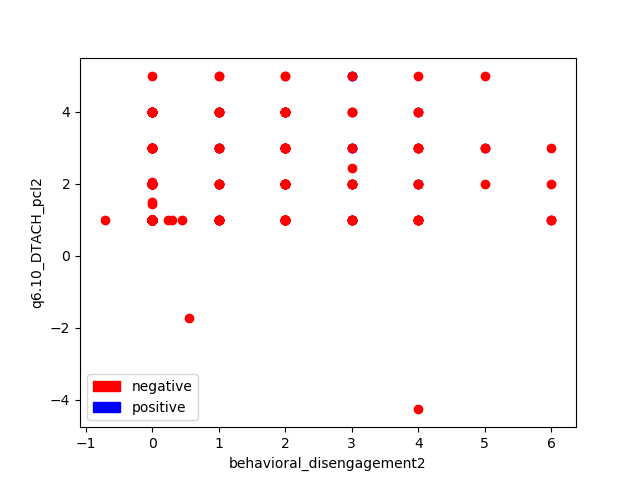 q6.10_DTACH_pcl2
4
2
0
−2
−4
negative
positive
−1 0 1 2 3 4 5 6
behavioral_disengagement2